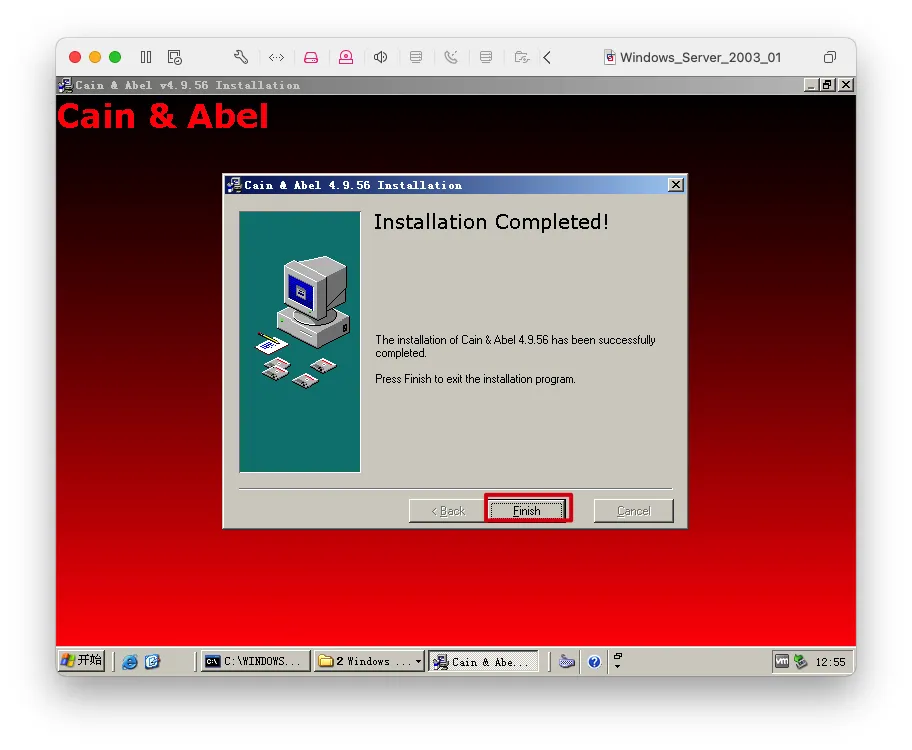 Windows_Server_2003_01
Cain & Abel v4.9.56 Installation
Cain & Abel
Cain & Abel 4.9.56 Installation
Installation Completed!
The installation of Cain & Abel 4.9.56 has been successfully
completed.
Press Finish to exit the installation program.
< Back
Finish
Cancel
开始
C:\WINDOWS...
2 Windows ...
Cain & Abe...
12:55